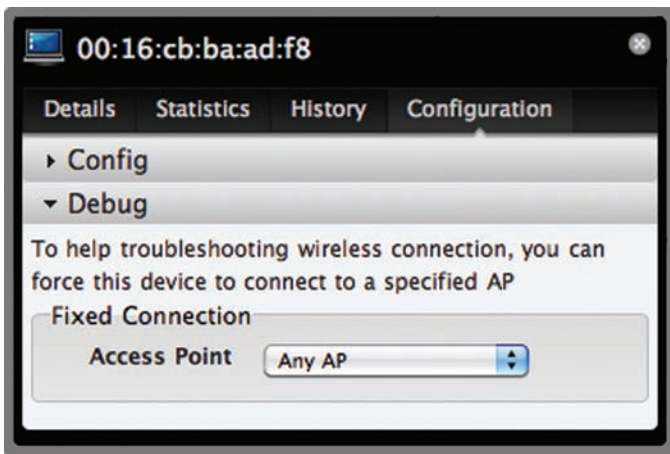 00:16:cb:ba:ad:f8
Details Statistics History Configuration
Config
Debug
To help troubleshooting wireless connection, you can
force this device to connect to a specified AP
Fixed Connection
Access Point Any AP